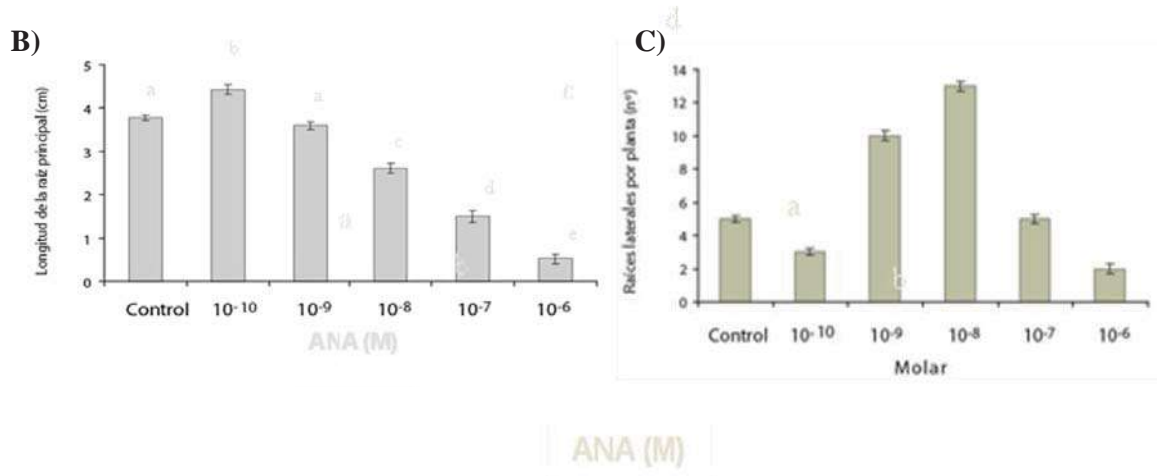 d
B)
C)
Longitud de la raíz principal (cm)
5
4
3
2
1
0
a
b
a
c
d
e
Control 10-10 10-9 10-8 10-7 10-6
ANA (M)
Raíces laterales por planta (nº)
14
12
10
8
6
4
2
0
a
b
Control 10-10 10-9 10-8 10-7 10-6
Molar
ANA (M)